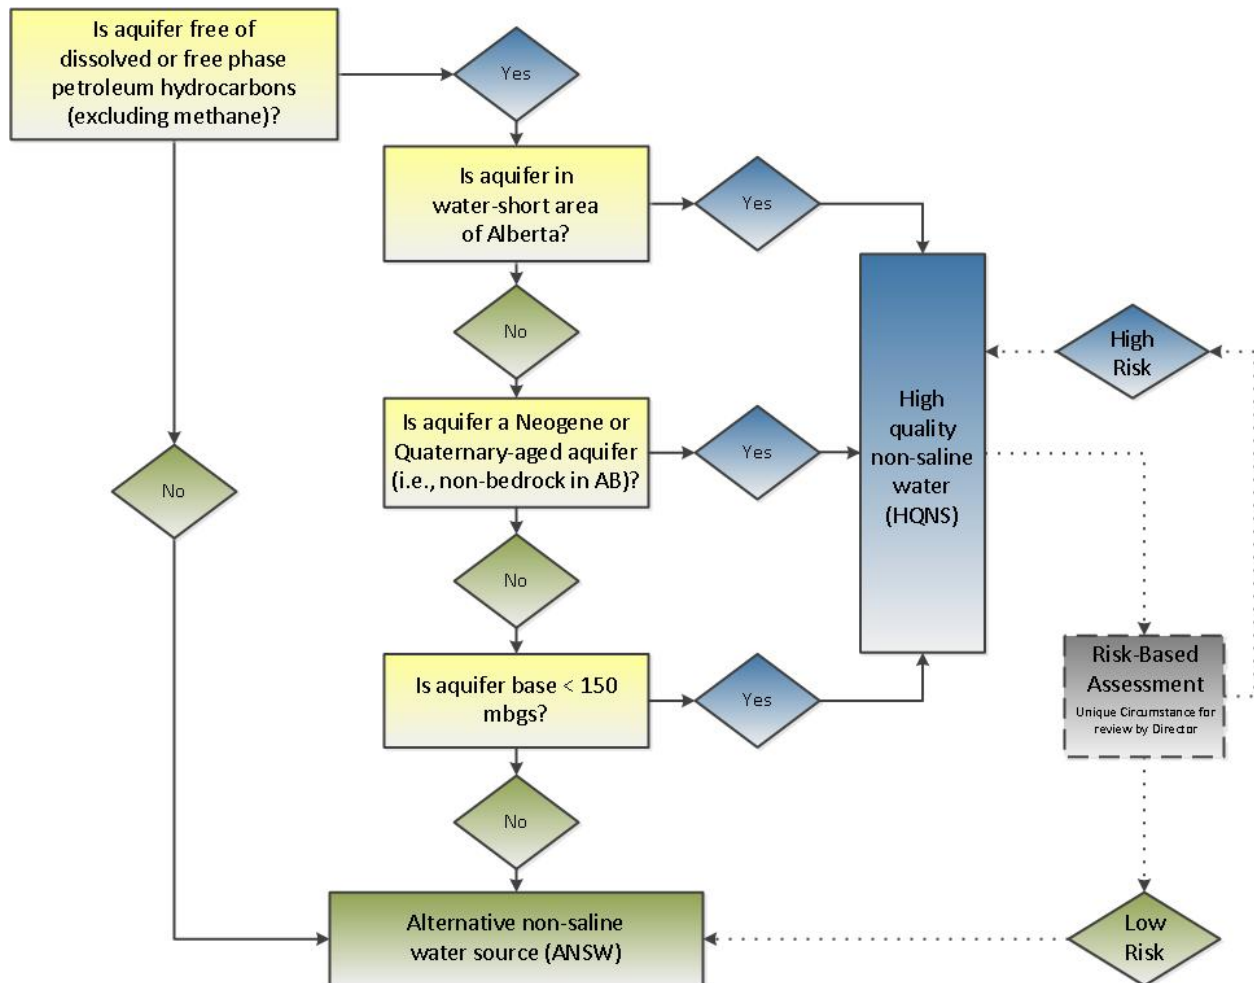 Is aquifer free of
dissolved or free phase
petroleum hydrocarbons
(excluding methane)?
Yes
Is aquifer in
water-short area
of Alberta?
Yes
No
High
Risk
Is aquifer a Neogene or
Quaternary-aged aquifer
(i.e., non-bedrock in AB)?
Yes
High
quality
non-saline
water
(HQNS)
No
No
Is aquifer base < 150
mbgs?
Yes
Risk-Based
Assessment
Unique Circumstance for
review by Director
No
Alternative non-saline
water source (ANSW)
Low
Risk